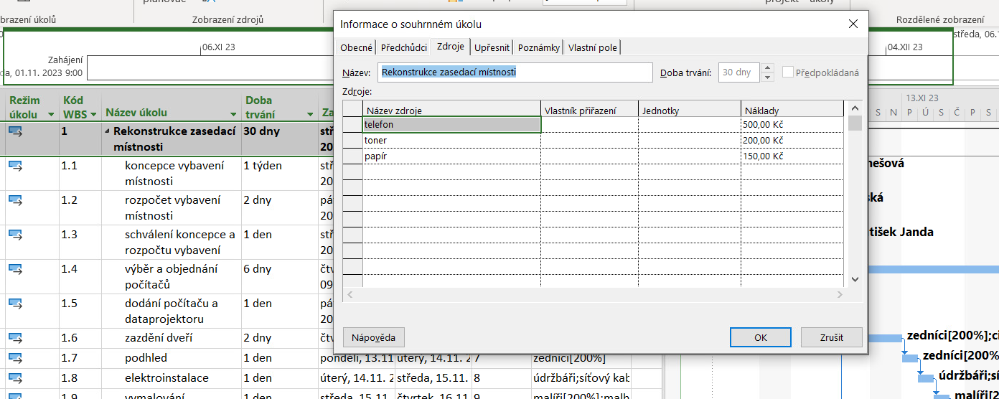 plánovač
projekt úkoly
brazení úkolů
Zobrazení zdrojů
Rozdělené zobrazení
středa, 06.
06.XI 23
04.XII 23
Zahájení
da, 01.11. 2023 9:00
Informace o souhrnném úkolu
Obecné Předchůdci Zdroje Upřesnit Poznámky Vlastní pole
Název: Rekonstrukce zasedací místnosti Doba trvání: 30 dny Předpokládaná
Zdroje:
Název zdroje Vlastník přiřazení Jednotky Náklady
telefon 500,00 Kč
toner 200,00 Kč
papír 150,00 Kč
Nápověda OK Zrušit
13.XI 23
S N P Ú S Č P S
Režim úkolu Kód WBS Název úkolu Doba trvání Za
1 Rekonstrukce zasedací místnosti 30 dny stř 20
1.1 koncepce vybavení místnosti 1 týden stř 20 nešová
1.2 rozpočet vybavení místnosti 2 dny pá 20 ská
1.3 schválení koncepce a rozpočtu vybavení 1 den stř 20 tišek Janda
1.4 výběr a objednání počítačů 6 dny čtv 09
1.5 dodání počítaču a dataprojektoru 1 den stř 20
1.6 zazdění dveří 2 dny čtv zedníci[200%];ci
1.7 podhled 1 den pondělí, 13.11 úterý, 14.11. 2 7 zedníci[200%] zedníci[200%
1.8 elektroinstalace 1 den úterý, 14.11. 2 středa, 15.11. 8 údržbáři;síťový kab údržbáři;sí
1.9 vymalování 1 den středa, 15.11 čtvrtek, 16.11 9 malíři[200%];malb malíři[2